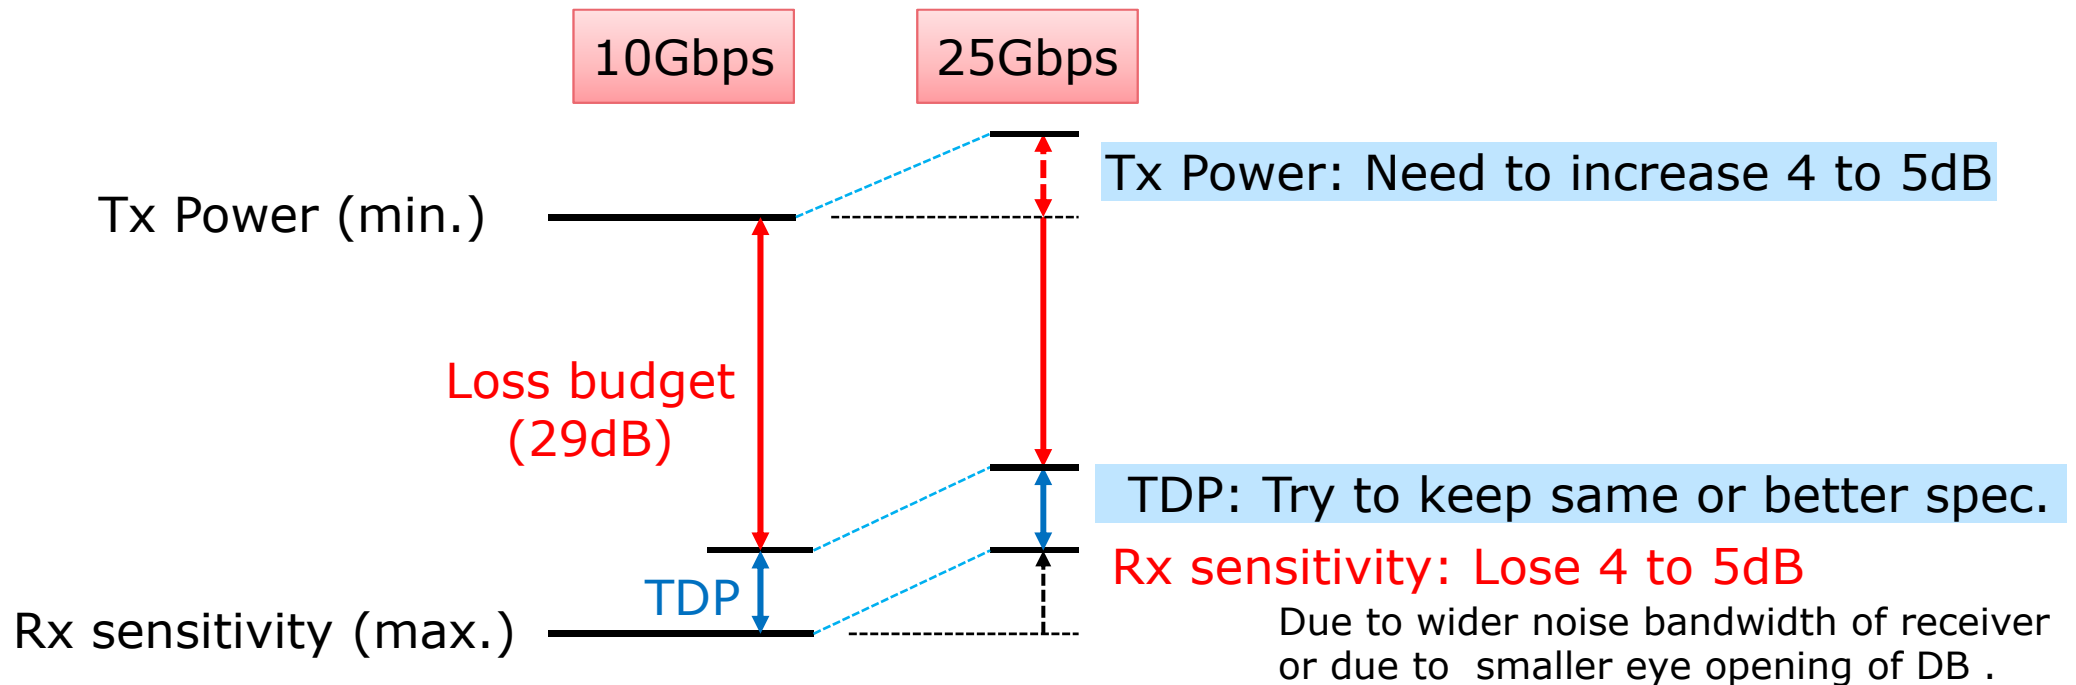 10Gbps
25Gbps
Tx Power: Need to increase 4 to 5dB
Tx Power (min.)
Loss budget
(29dB)
TDP: Try to keep same or better spec.
Rx sensitivity: Lose 4 to 5dB
TDP
Rx sensitivity (max.)
Due to wider noise bandwidth of receiver
or due to  smaller eye opening of DB .